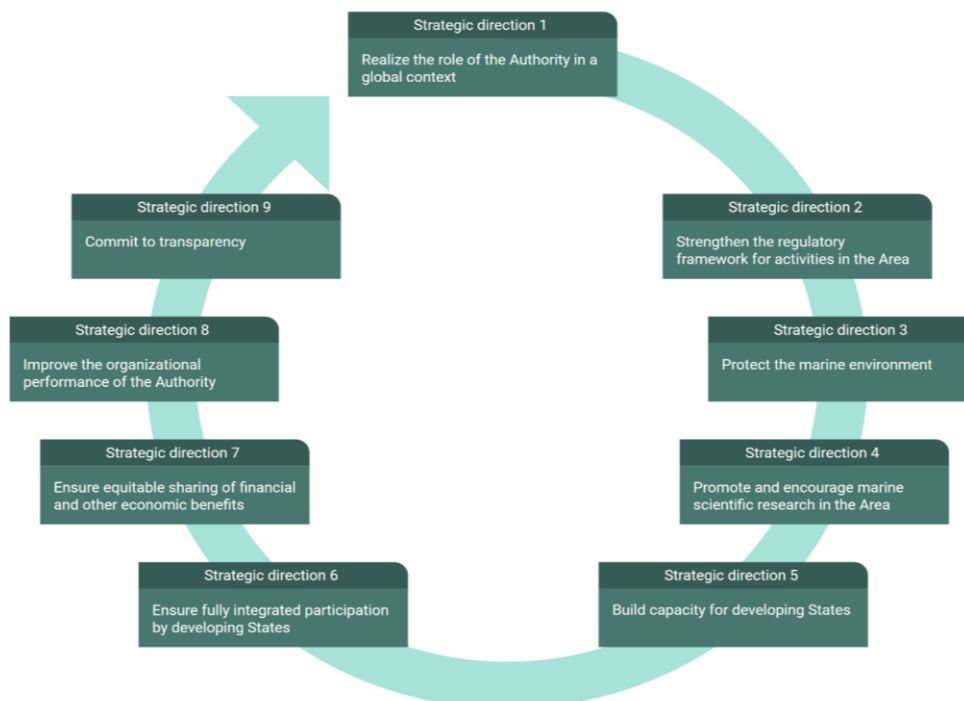 Strategic direction 1
Realize the role of the Authority in a
global context
Strategic direction 2
Strengthen the regulatory
framework for activities in the Area
Strategic direction 3
Protect the marine environment
Strategic direction 4
Promote and encourage marine
scientific research in the Area
Strategic direction 5
Build capacity for developing States
Strategic direction 6
Ensure fully integrated participation
by developing States
Strategic direction 7
Ensure equitable sharing of financial
and other economic benefits
Strategic direction 8
Improve the organizational
performance of the Authority
Strategic direction 9
Commit to transparency